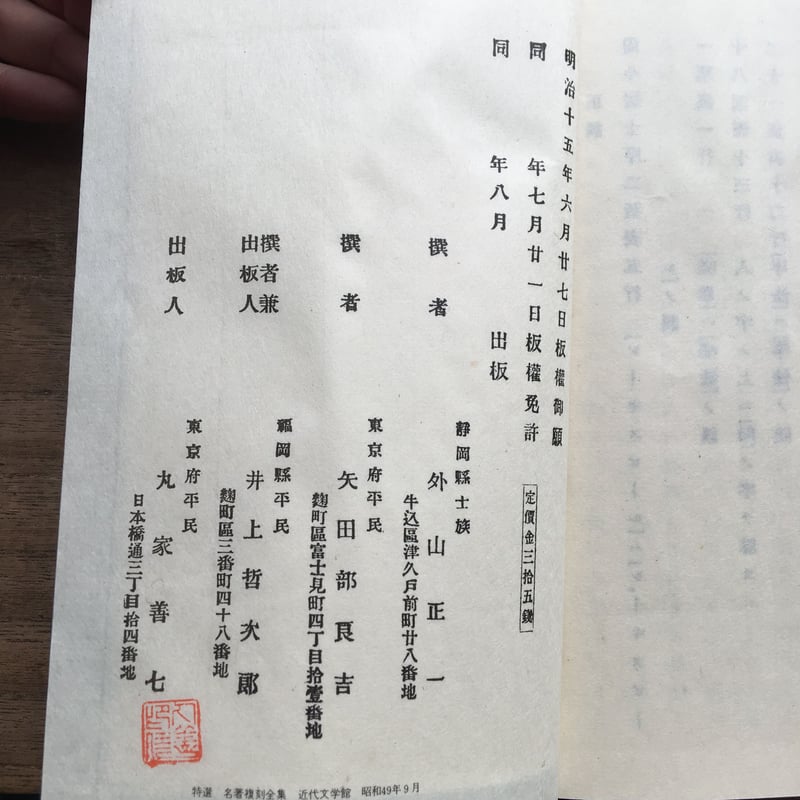 明治十五年六月廿七日板權御願
同 年七月廿一日板權免許
同 年八月 出板
定價金三拾五錢
撰者
靜岡縣士族
外山正一
牛込區津久戸前町廿八番地
撰者
東京府平民
矢田部良吉
麹町區富士見町四丁目拾壹番地
撰者兼
出板人
福岡縣平民
井上哲次郎
麹町區三番町四十八番地
出板人
東京府平民
丸家善七
日本橋通三丁目拾四番地
特選 名著複刻全集 近代文学館 昭和49年9月